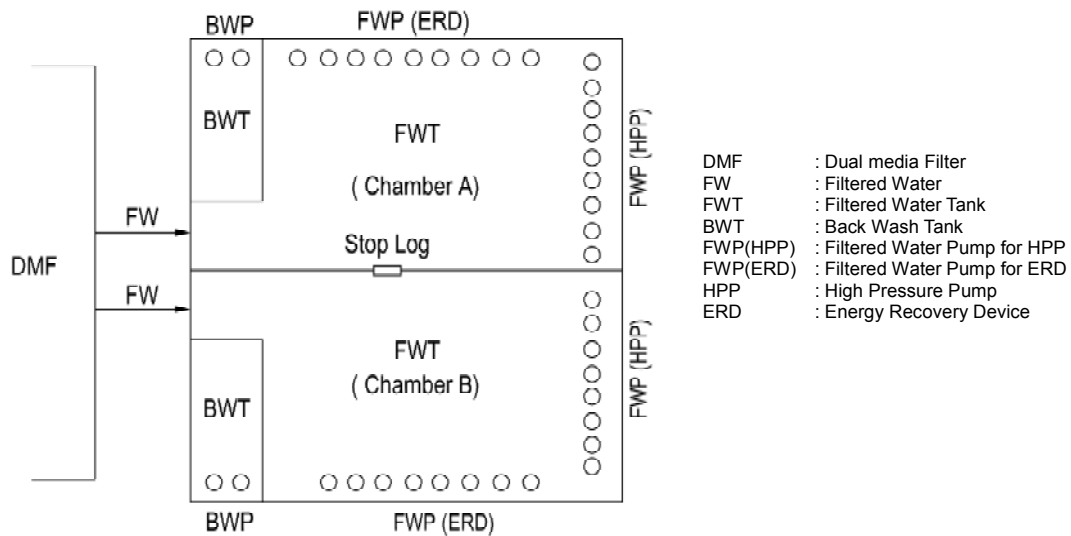 BWP
FWP (ERD)
BWT
FWT
( Chamber A)
FWP (HPP)
FW
Stop Log
DMF
FW
FWT
( Chamber B)
BWT
FWP (HPP)
BWP
FWP (ERD)
DMF : Dual media Filter
FW : Filtered Water
FWT : Filtered Water Tank
BWT : Back Wash Tank
FWP(HPP) : Filtered Water Pump for HPP
FWP(ERD) : Filtered Water Pump for ERD
HPP : High Pressure Pump
ERD : Energy Recovery Device